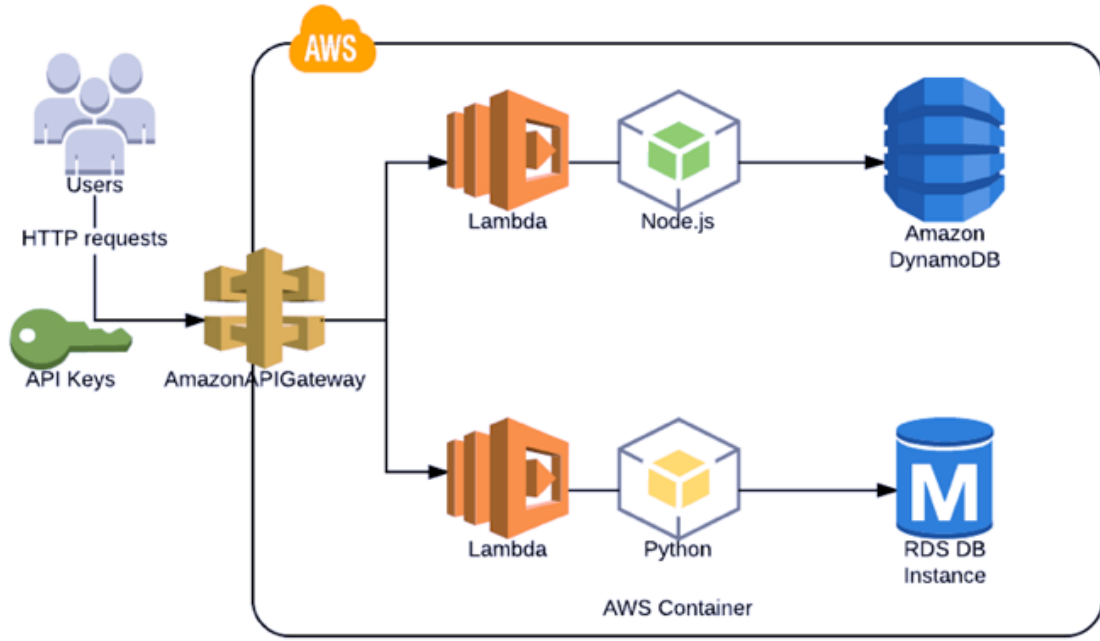 AWS
Users
HTTP requests
API Keys
AmazonAPIGateway
Lambda
Node.js
Amazon
DynamoDB
Lambda
Python
M
RDS DB
Instance
AWS Container